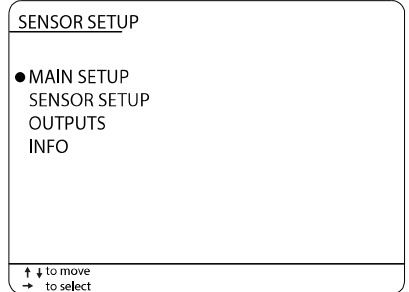 SENSOR SETUP
● MAIN SETUP
SENSOR SETUP
OUTPUTS
INFO
↑ ↓ to move
→ to select